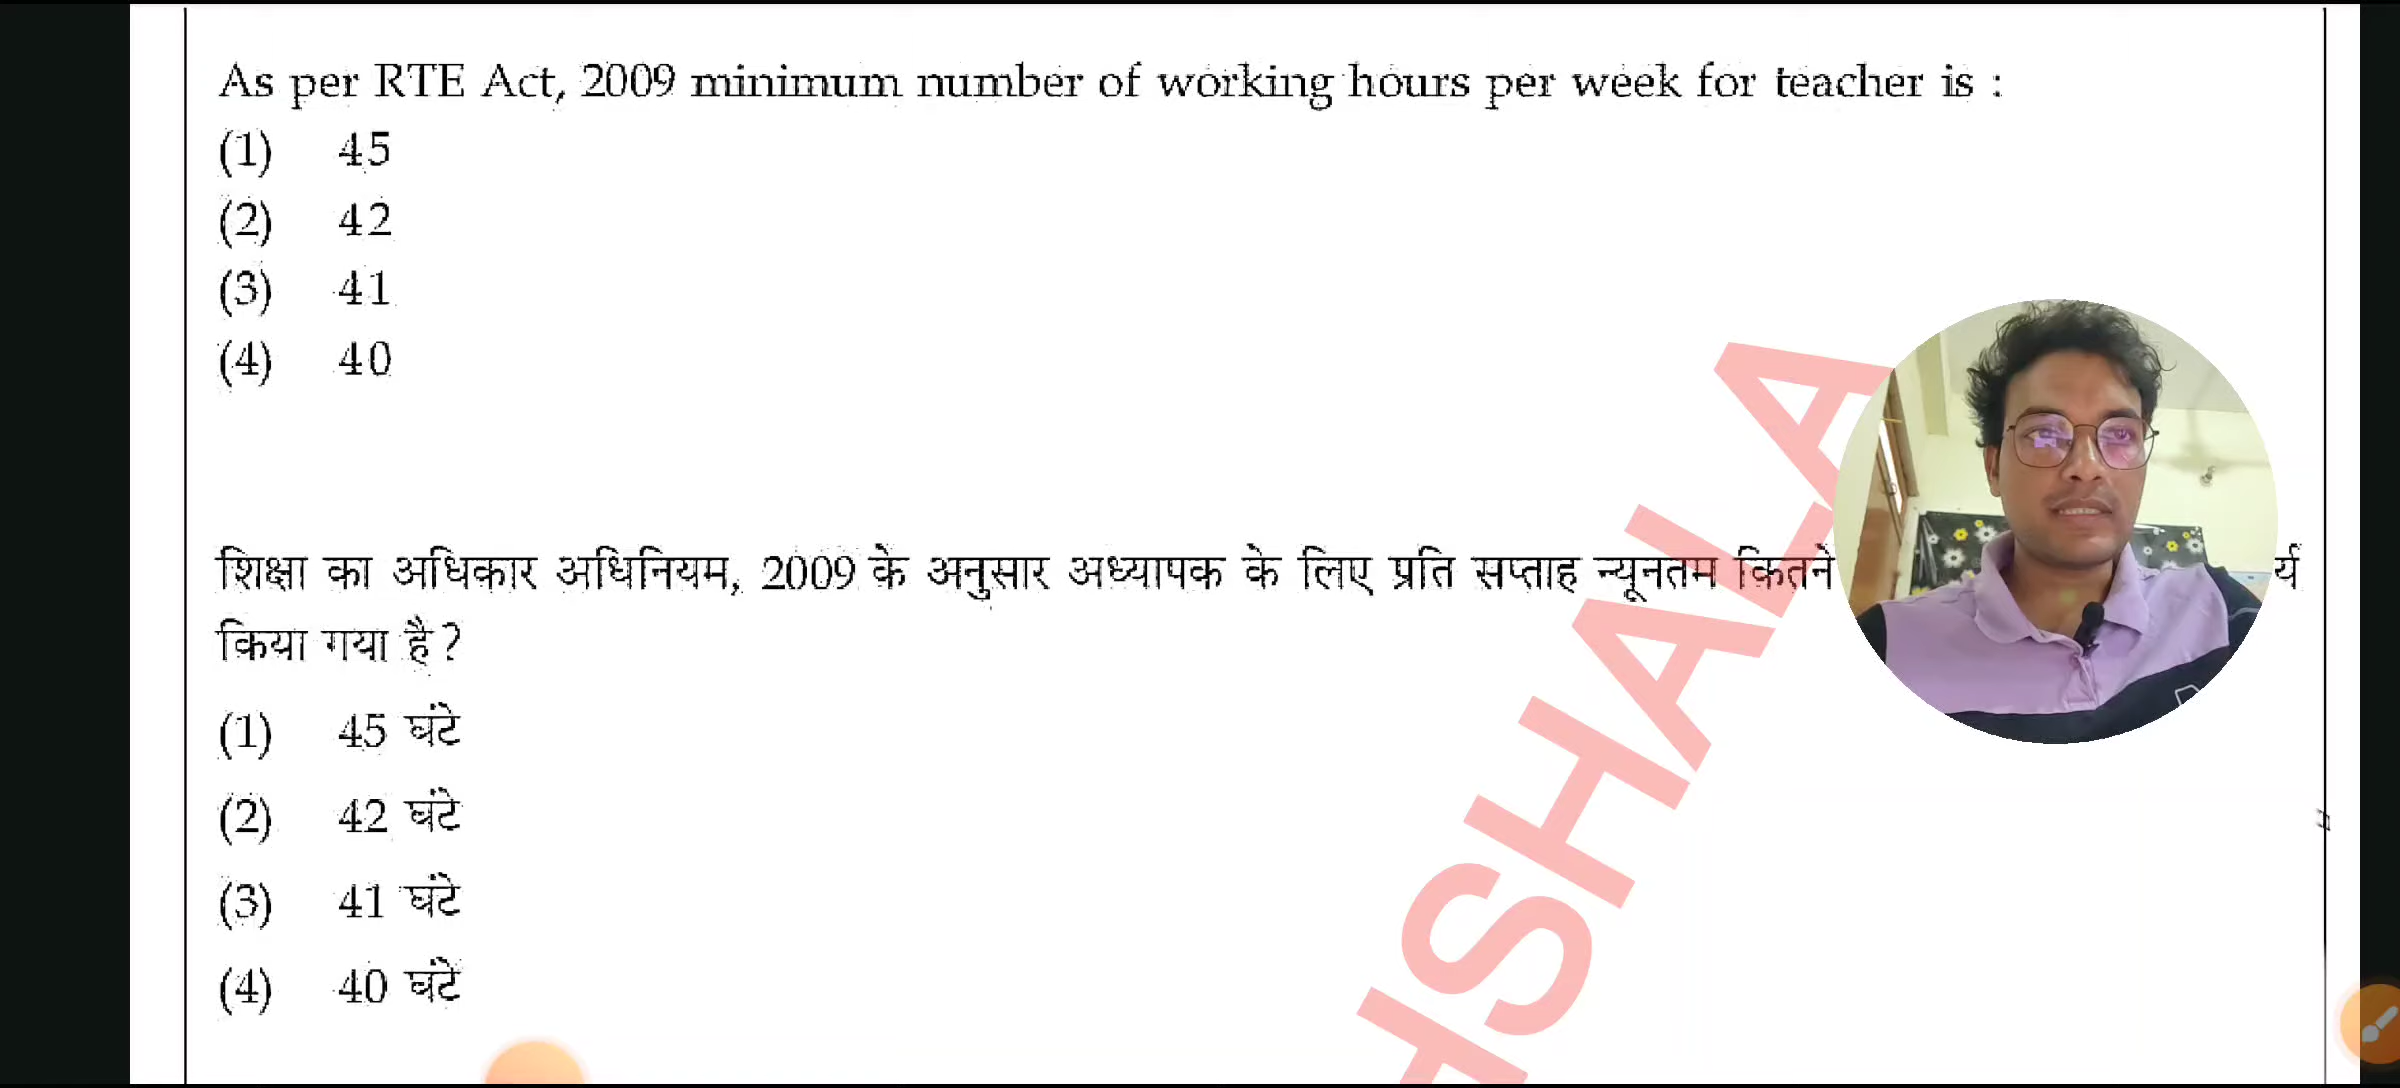 As per RTE Act, 2009 minimum number of working hours per week for teacher is :
(1) 45
(2) 42
(3) 41
(4) 40
शिक्षा का अधिकार अधिनियम, 2009 के अनुसार अध्यापक के लिए प्रति सप्ताह न्यूनतम कितने
किया गया है ?
(1) 45 घंटे
(2) 42 घंटे
(3) 41 घंटे
(4) 40 घंटे
SHALA